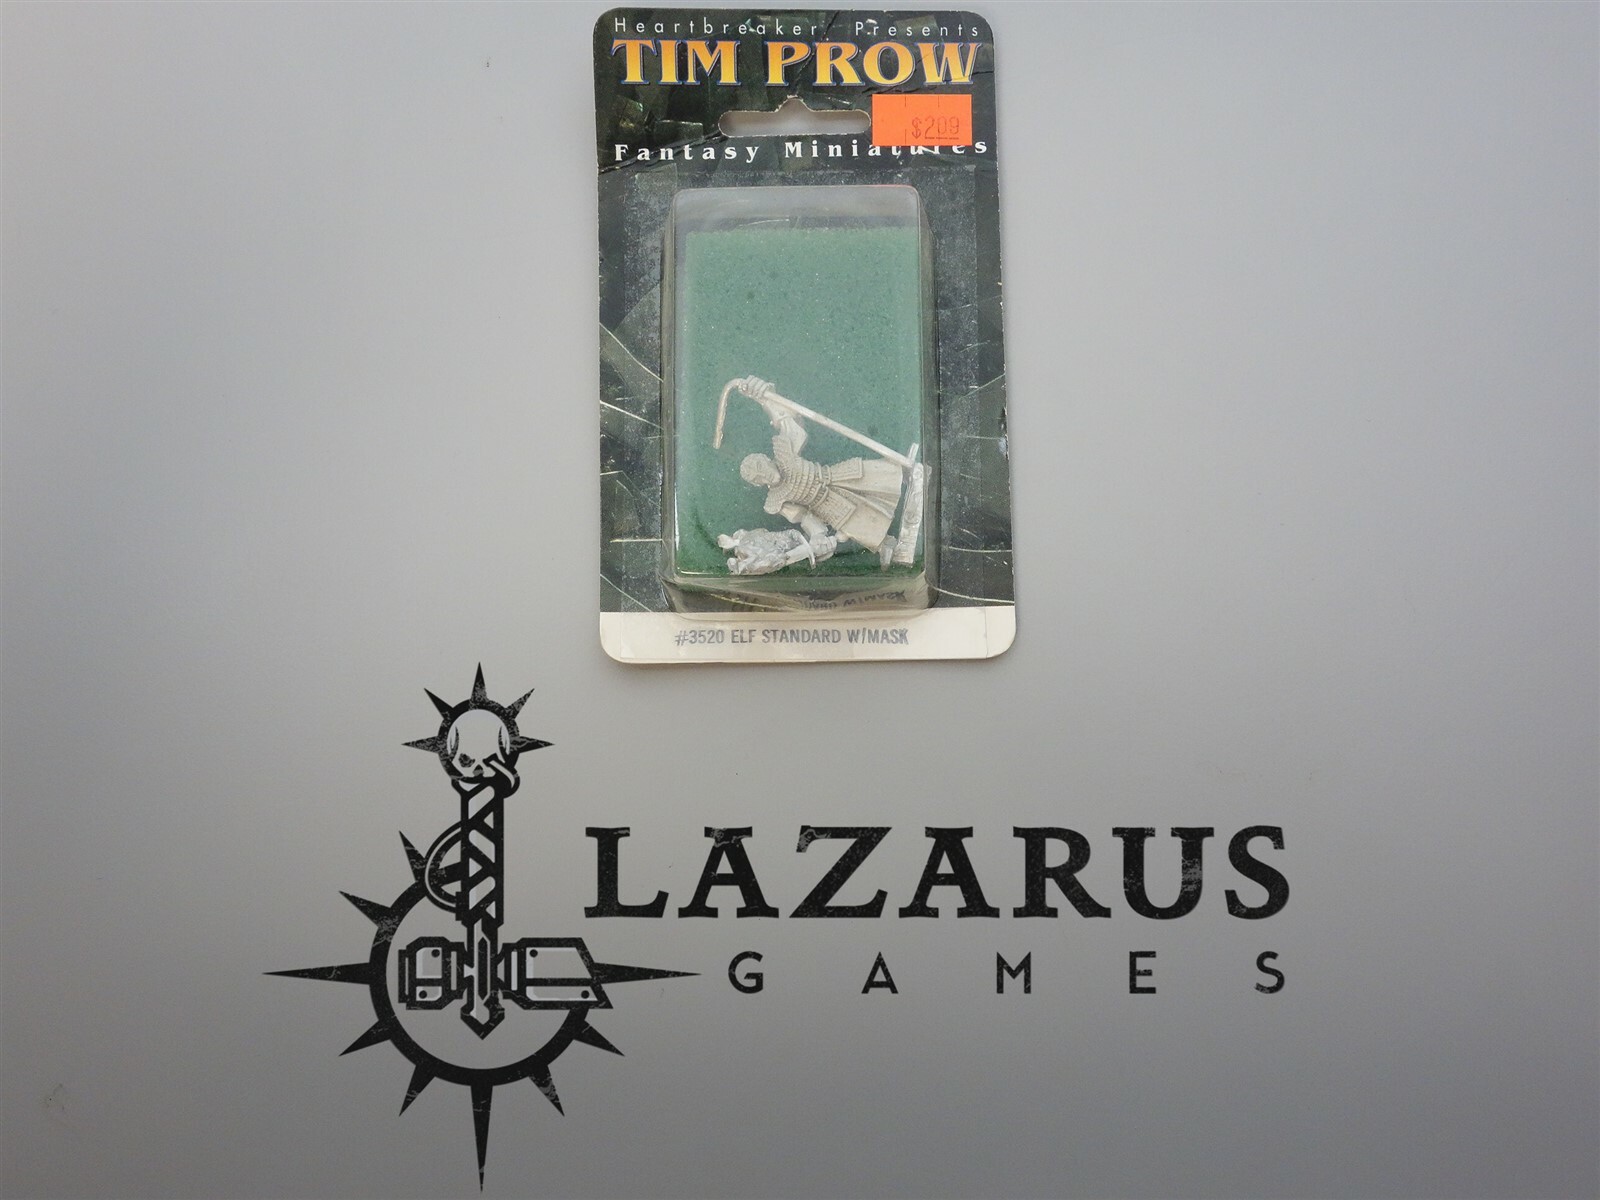 Heartbreaker Presents
TIM PROW
$2.09
Fantasy Miniatures
#3520 ELF STANDARD W/MASK
LAZARUS
GAMES